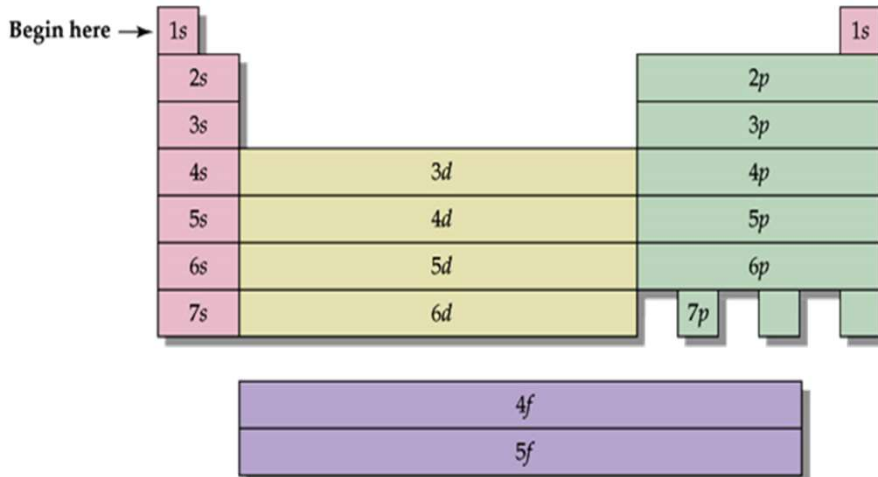 Begin here → 1s 1s
2s 2p
3s 3p
4s 3d 4p
5s 4d 5p
6s 5d 6p
7s 6d 7p
4f
5f